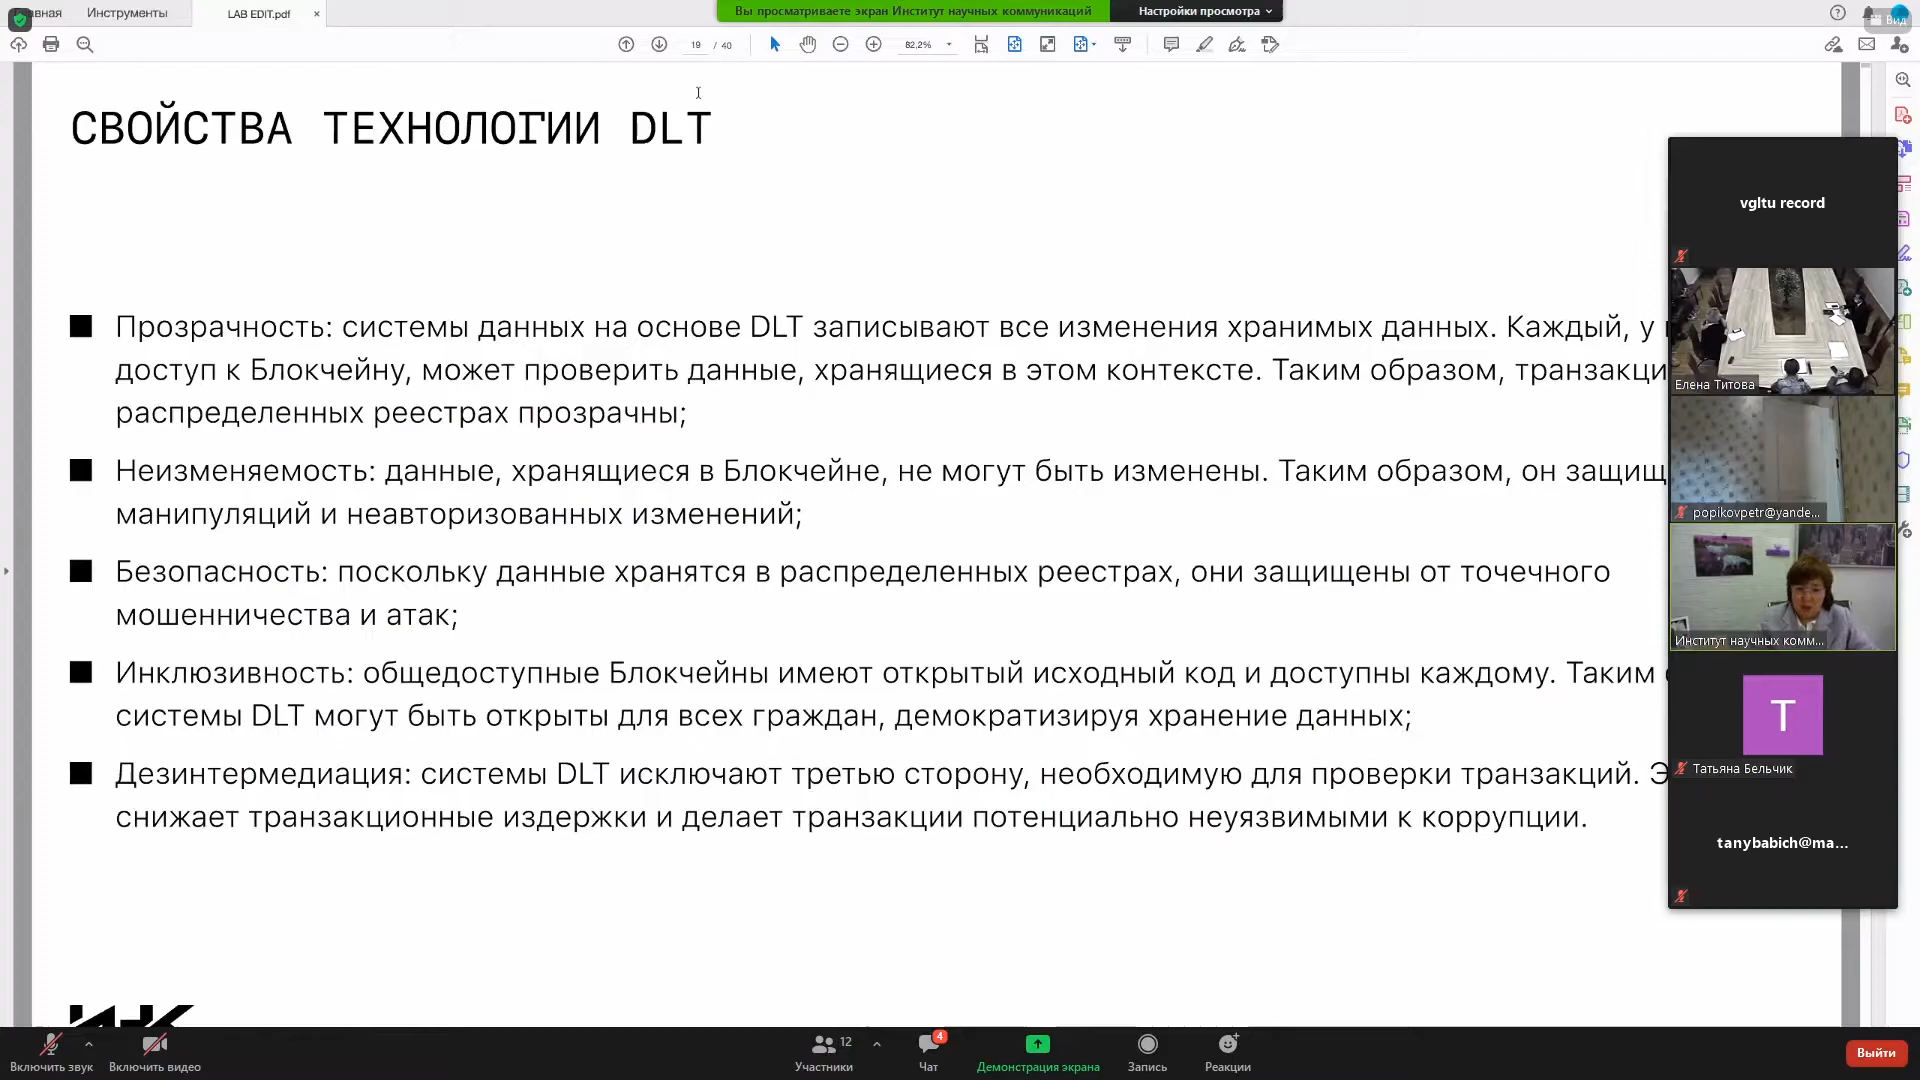 лавная Инструменты LAB EDIT.pdf ×
Вы просматриваете экран Институт научных коммуникаций Настройки просмотра
Вид
19 / 40 82,2%
СВОЙСТВА ТЕХНОЛОГИИ DLT
Прозрачность: системы данных на основе DLT записывают все изменения хранимых данных. Каждый, у
доступ к Блокчейну, может проверить данные, хранящиеся в этом контексте. Таким образом, транзакци
распределенных реестрах прозрачны;
Неизменяемость: данные, хранящиеся в Блокчейне, не могут быть изменены. Таким образом, он защищ
манипуляций и неавторизованных изменений;
Безопасность: поскольку данные хранятся в распределенных реестрах, они защищены от точечного
мошенничества и атак;
Инклюзивность: общедоступные Блокчейны имеют открытый исходный код и доступны каждому. Таким
системы DLT могут быть открыты для всех граждан, демократизируя хранение данных;
Дезинтермедиация: системы DLT исключают третью сторону, необходимую для проверки транзакций. Э
снижает транзакционные издержки и делает транзакции потенциально неуязвимыми к коррупции.
vgltu record
Елена Титова
popikovpetr@yande...
Институт научных комм...
T
Татьяна Бельчик
tanybabich@ma...
Включить звук
Включить видео
12
Участники
4
Чат
Демонстрация экрана
Запись
Реакции
Выйти